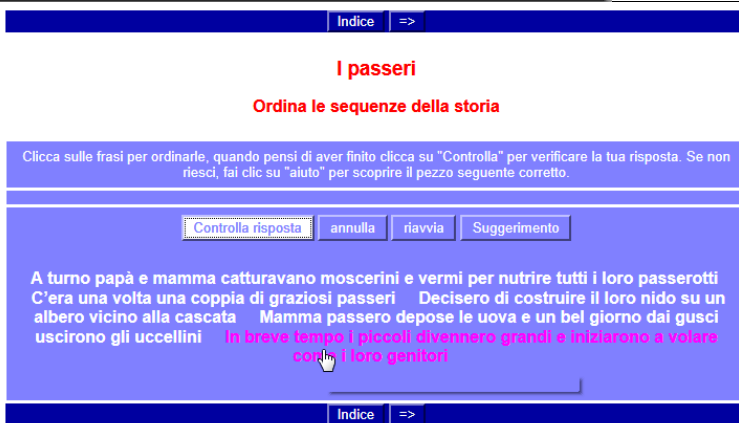 Indice =>
I passeri
Ordina le sequenze della storia
Clicca sulle frasi per ordinarle, quando pensi di aver finito clicca su "Controlla" per verificare la tua risposta. Se non
riesci, fai clic su "aiuto" per scoprire il pezzo seguente corretto.
Controlla risposta annulla riavvia Suggerimento
A turno papà e mamma catturavano moscerini e vermi per nutrire tutti i loro passerotti
C'era una volta una coppia di graziosi passeri Decisero di costruire il loro nido su un
albero vicino alla cascata Mamma passero depose le uova e un bel giorno dai gusci
uscirono gli uccellini In breve tempo i piccoli divennero grandi e iniziarono a volare
come i loro genitori
Indice =>